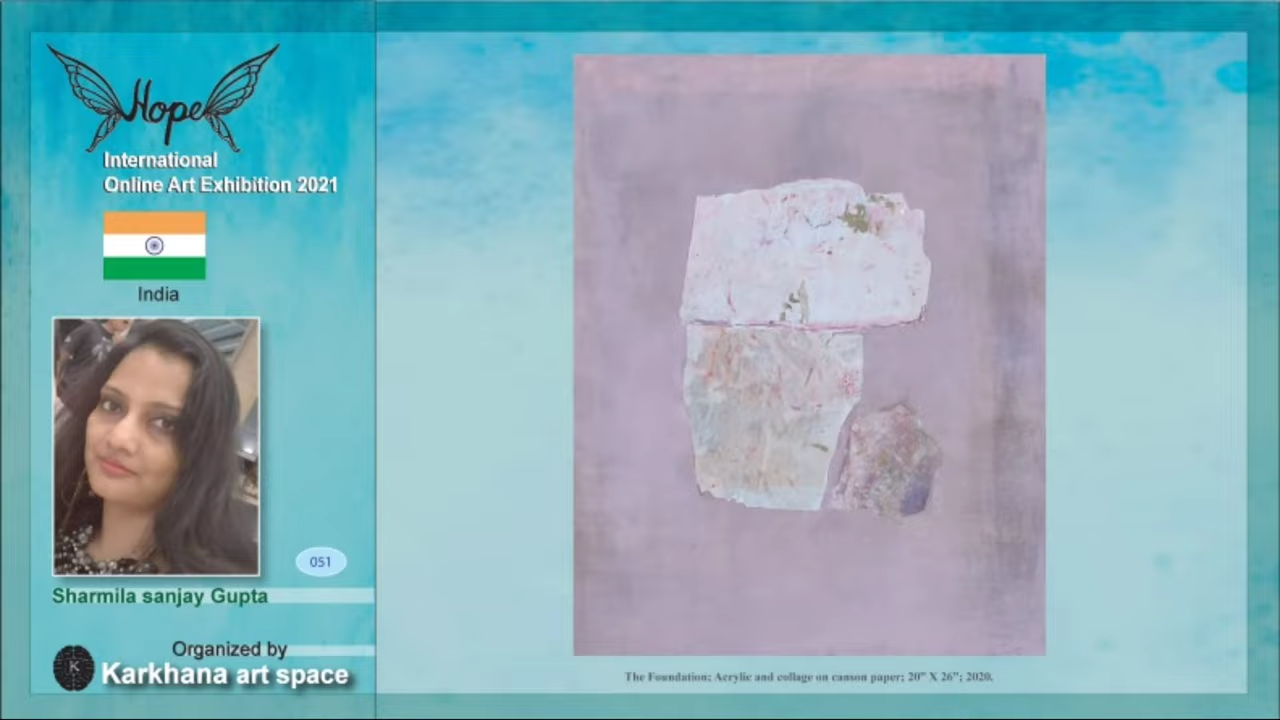 Hope
International
Online Art Exhibition 2021
India
051
Sharmila sanjay Gupta
Organized by
K
Karkhana art space
The Foundation; Acrylic and collage on canson paper; 20" X 26"; 2020.